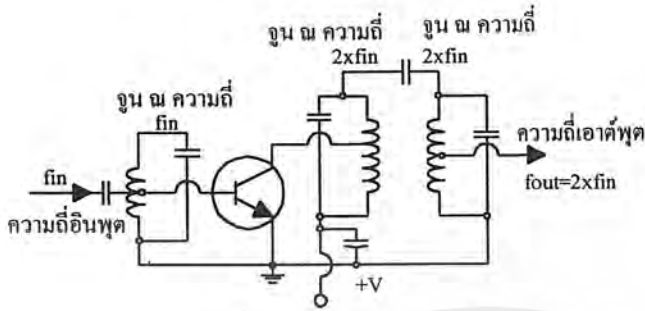 จูน ณ ความถี่
2xfin
จูน ณ ความถี่
2xfin
จูน ณ ความถี่
fin
fin
ความถี่อินพุต
ความถี่เอาต์พุต
fout=2xfin
+V